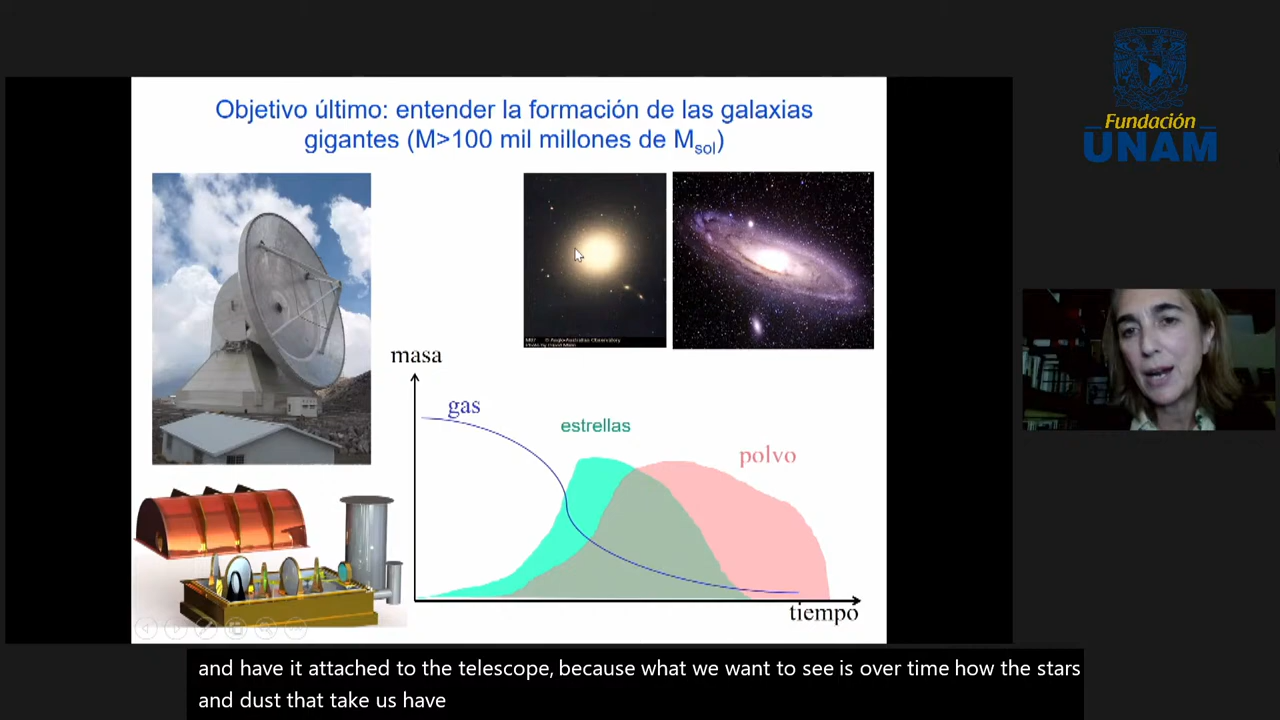 Objetivo último: entender la formación de las galaxias
gigantes (M>100 mil millones de Msol)
Fundación
UNAM
masa
gas
estrellas
polvo
tiempo
and have it attached to the telescope, because what we want to see is over time how the stars
and dust that take us have